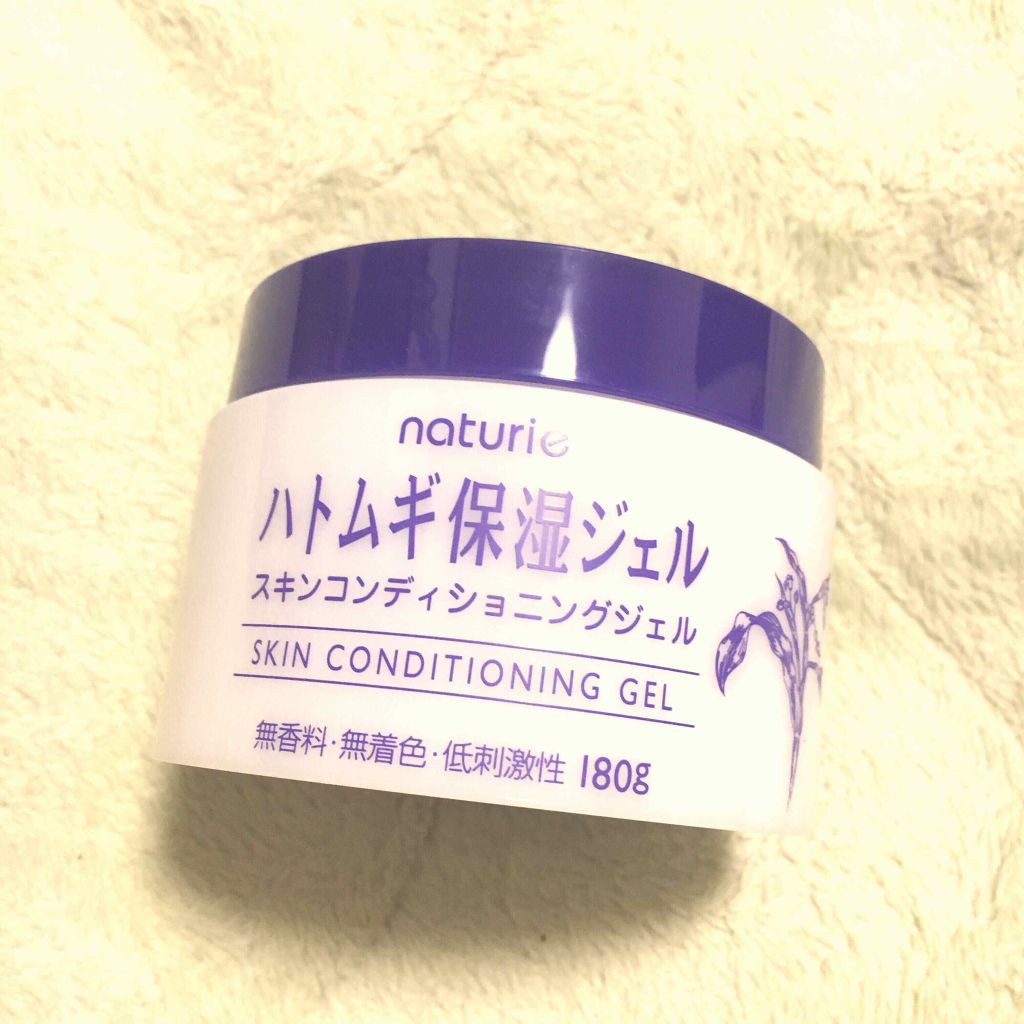 naturie
ハトムギ保湿ジェル
スキンコンディショニングジェル
SKIN CONDITIONING GEL
無香料・無着色・低刺激性 180g